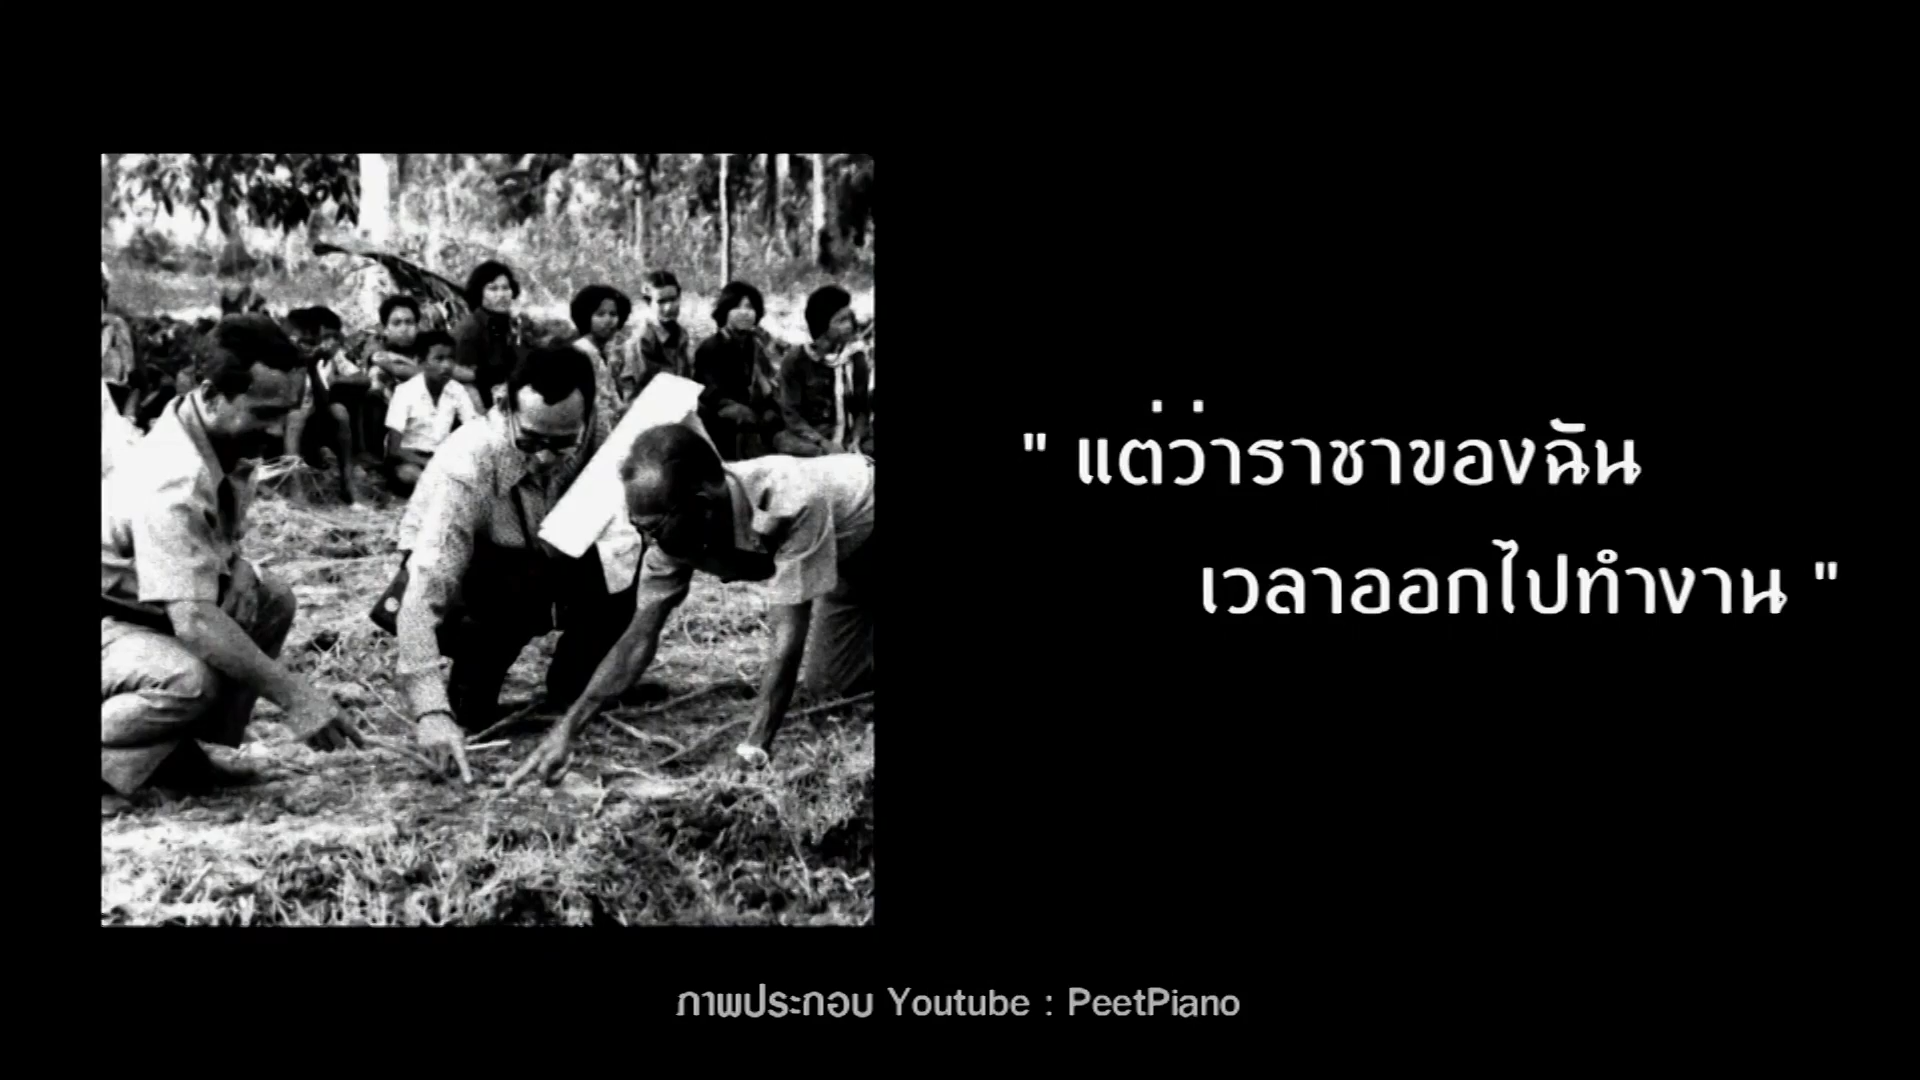 " แต่ว่าราชาของฉัน
เวลาออกไปทำงาน "
ภาพประกอบ Youtube : PeetPiano